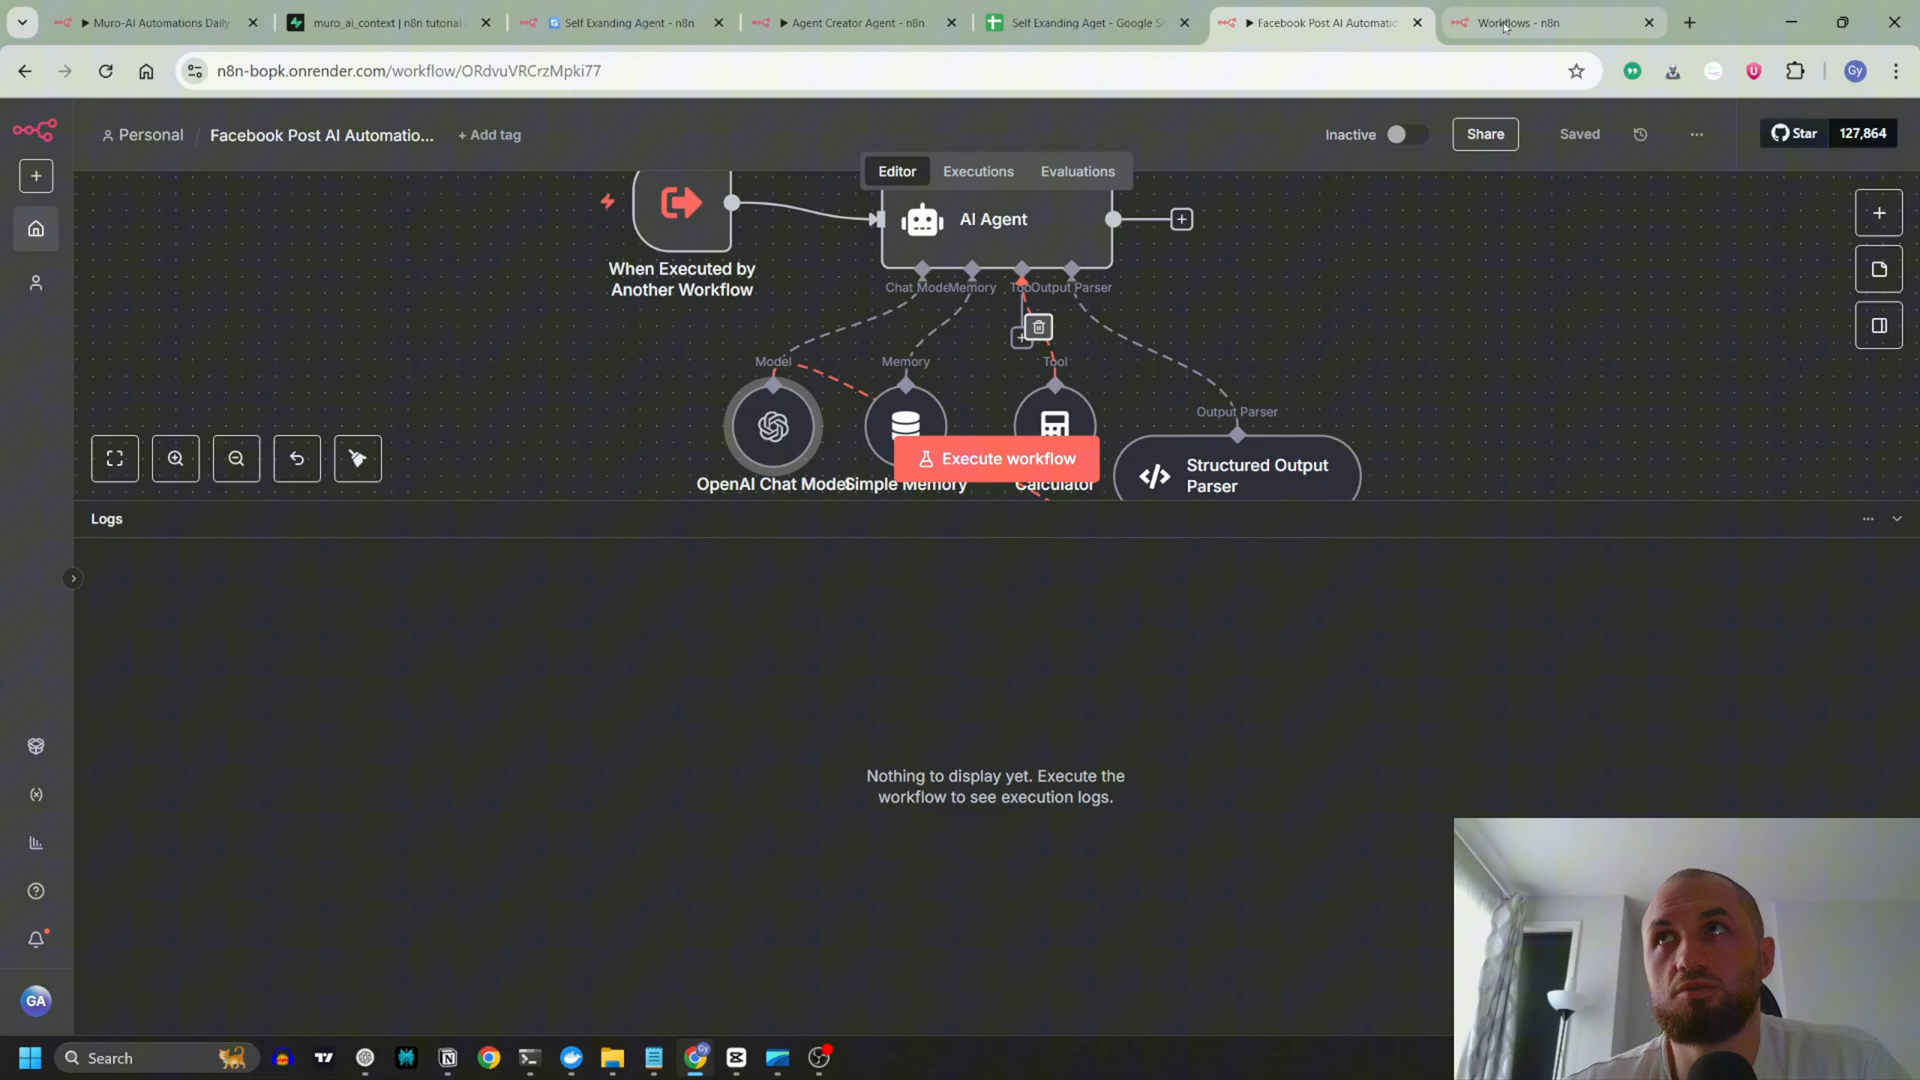 Muro-AI Automations Daily
muro_ai_context | n8n tutorial
Self Exanding Agent - n8n
Agent Creator Agent - n8n
Self Exanding Aget - Google Sh
Facebook Post AI Automatio
Workflows - n8n
n8n-bopk.onrender.com/workflow/ORdvuVRCrzMpki77
Gy
Personal / Facebook Post AI Automatio...
+ Add tag
Inactive
Share
Saved
Star 127,864
Editor
Executions
Evaluations
AI Agent
When Executed by
Another Workflow
Chat Mode
Memory
Too
Output Parser
Model
Memory
Tool
Output Parser
OpenAI Chat Model
Simple Memory
Calculator
Structured Output
Parser
Execute workflow
Logs
Nothing to display yet. Execute the
workflow to see execution logs.
GA
Search